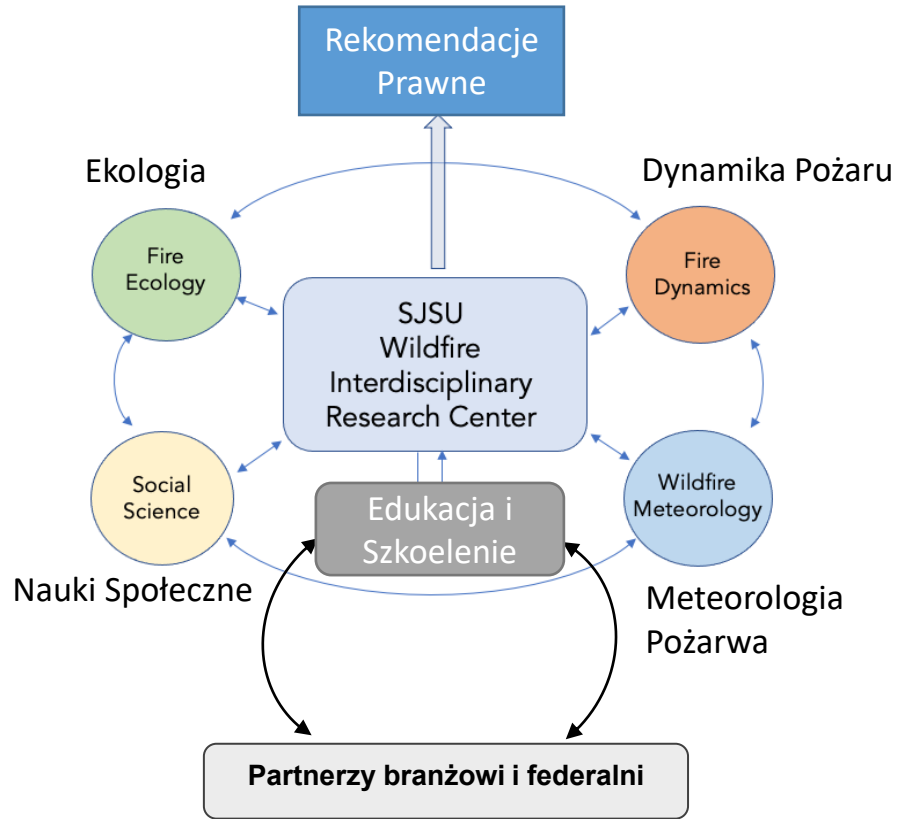 Rekomendacje
Prawne
Ekologia
Dynamika Pożaru
Fire
Ecology
Fire
Dynamics
SJSU
Wildfire
Interdisciplinary
Research Center
Social
Science
Wildfire
Meteorology
Edukacja i
Szkoelenie
Nauki Społeczne
Meteorologia
Pożarwa
Partnerzy branżowi i federalni